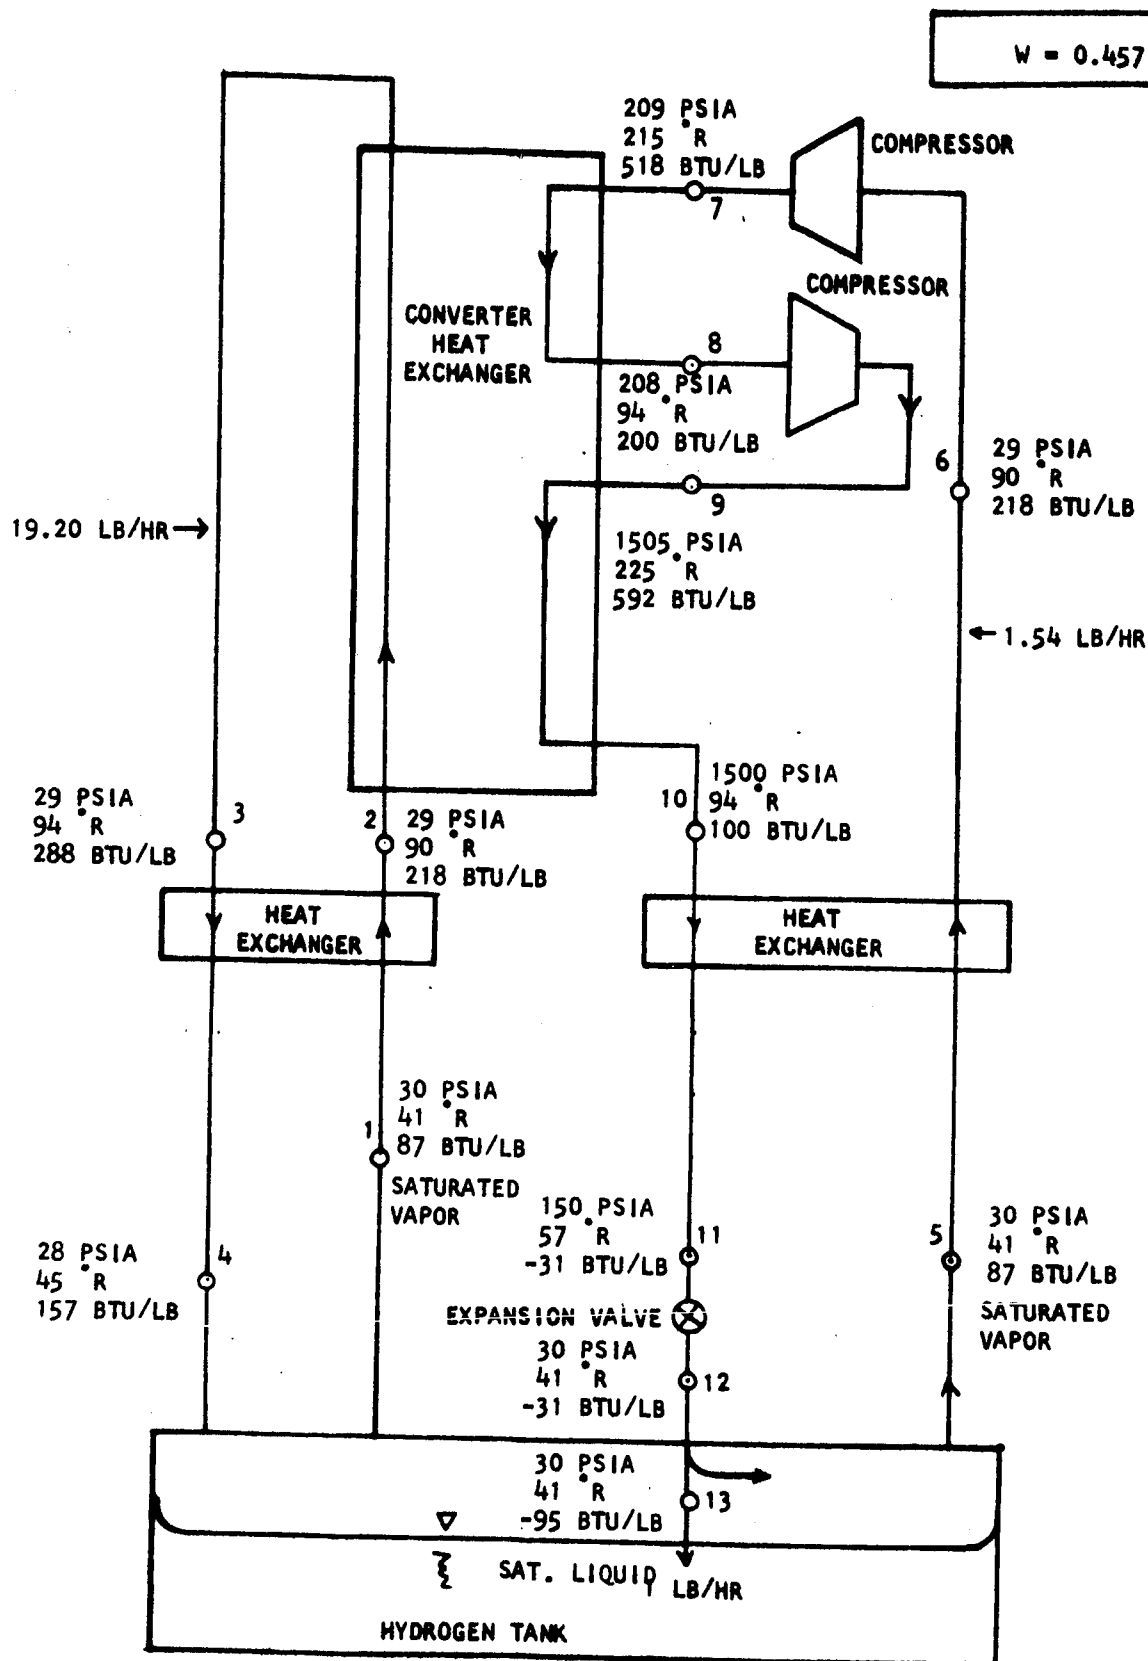 W = 0.457
209 PSIA
215 °R
518 BTU/LB
7
COMPRESSOR
COMPRESSOR
CONVERTER
HEAT
EXCHANGER
8
208 PSIA
94 °R
200 BTU/LB
6
29 PSIA
90 °R
218 BTU/LB
9
19.20 LB/HR
1505 PSIA
225 °R
592 BTU/LB
1.54 LB/HR
29 PSIA
94 °R
288 BTU/LB
3
2
29 PSIA
90 °R
218 BTU/LB
10
1500 PSIA
94 °R
100 BTU/LB
HEAT
EXCHANGER
HEAT
EXCHANGER
1
30 PSIA
41 °R
87 BTU/LB
SATURATED
VAPOR
28 PSIA
45 °R
157 BTU/LB
4
150 PSIA
57 °R
-31 BTU/LB
11
5
30 PSIA
41 °R
87 BTU/LB
SATURATED
VAPOR
EXPANSION VALVE
30 PSIA
41 °R
-31 BTU/LB
12
30 PSIA
41 °R
-95 BTU/LB
13
SAT. LIQUID
1 LB/HR
HYDROGEN TANK